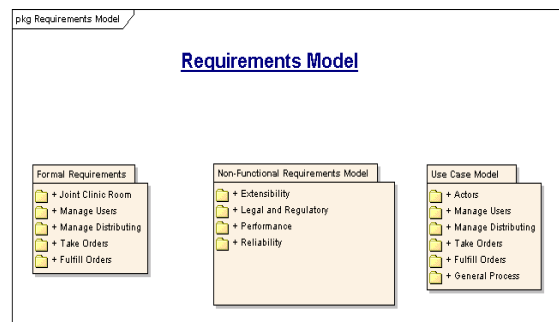 pkg Requirements Model
Requirements Model
Formal Requirements
+ Joint Clinic Room
+ Manage Users
+ Manage Distributing
+ Take Orders
+ Fulfill Orders
Non-Functional Requirements Model
+ Extensibility
+ Legal and Regulatory
+ Performance
+ Reliability
Use Case Model
+ Actors
+ Manage Users
+ Manage Distributing
+ Take Orders
+ Fulfill Orders
+ General Process